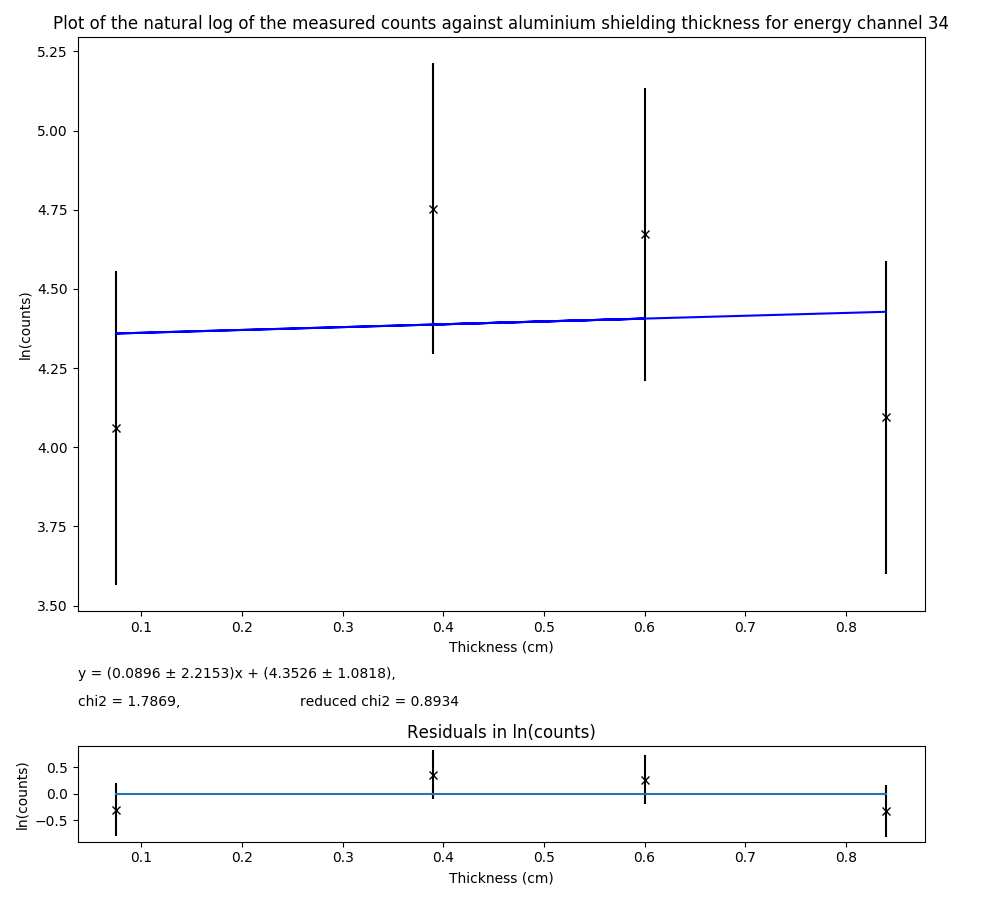 Plot of the natural log of the measured counts against aluminium shielding thickness for energy channel 34
5.25
5.00
4.75
4.50
4.25
4.00
3.75
3.50
ln(counts)
0.1 0.2 0.3 0.4 0.5 0.6 0.7 0.8
Thickness (cm)
y = (0.0896 ± 2.2153)x + (4.3526 ± 1.0818),
chi2 = 1.7869, reduced chi2 = 0.8934
Residuals in ln(counts)
0.5
0.0
−0.5
ln(counts)
0.1 0.2 0.3 0.4 0.5 0.6 0.7 0.8
Thickness (cm)